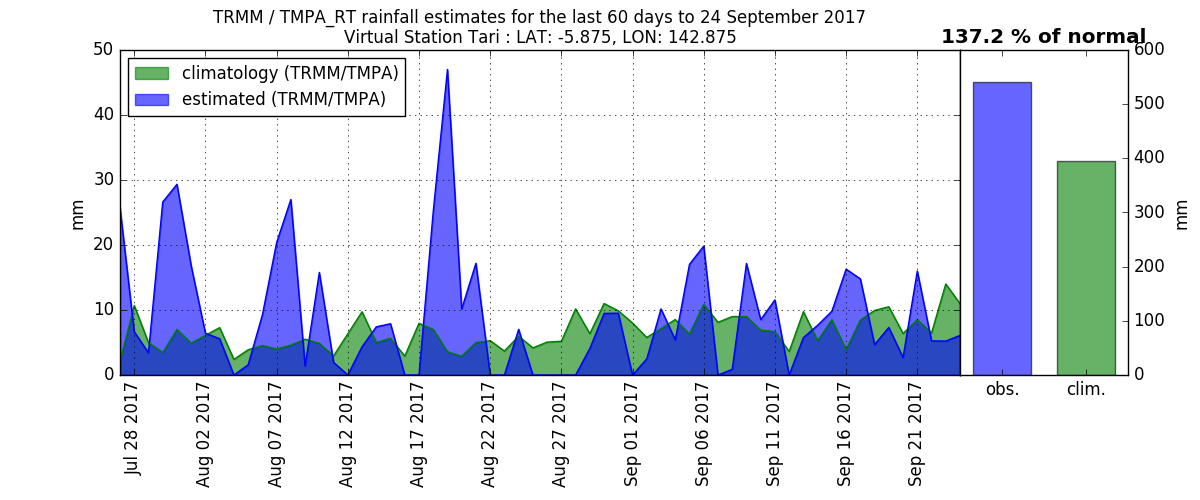 TRMM / TMPA_RT rainfall estimates for the last 60 days to 24 September 2017
Virtual Station Tari : LAT: -5.875, LON: 142.875
137.2 % of normal
climatology (TRMM/TMPA)
estimated (TRMM/TMPA)
50
40
30
20
10
0
mm
Jul 28 2017
Aug 02 2017
Aug 07 2017
Aug 12 2017
Aug 17 2017
Aug 22 2017
Aug 27 2017
Sep 01 2017
Sep 06 2017
Sep 11 2017
Sep 16 2017
Sep 21 2017
600
500
400
300
200
100
0
mm
obs.
clim.